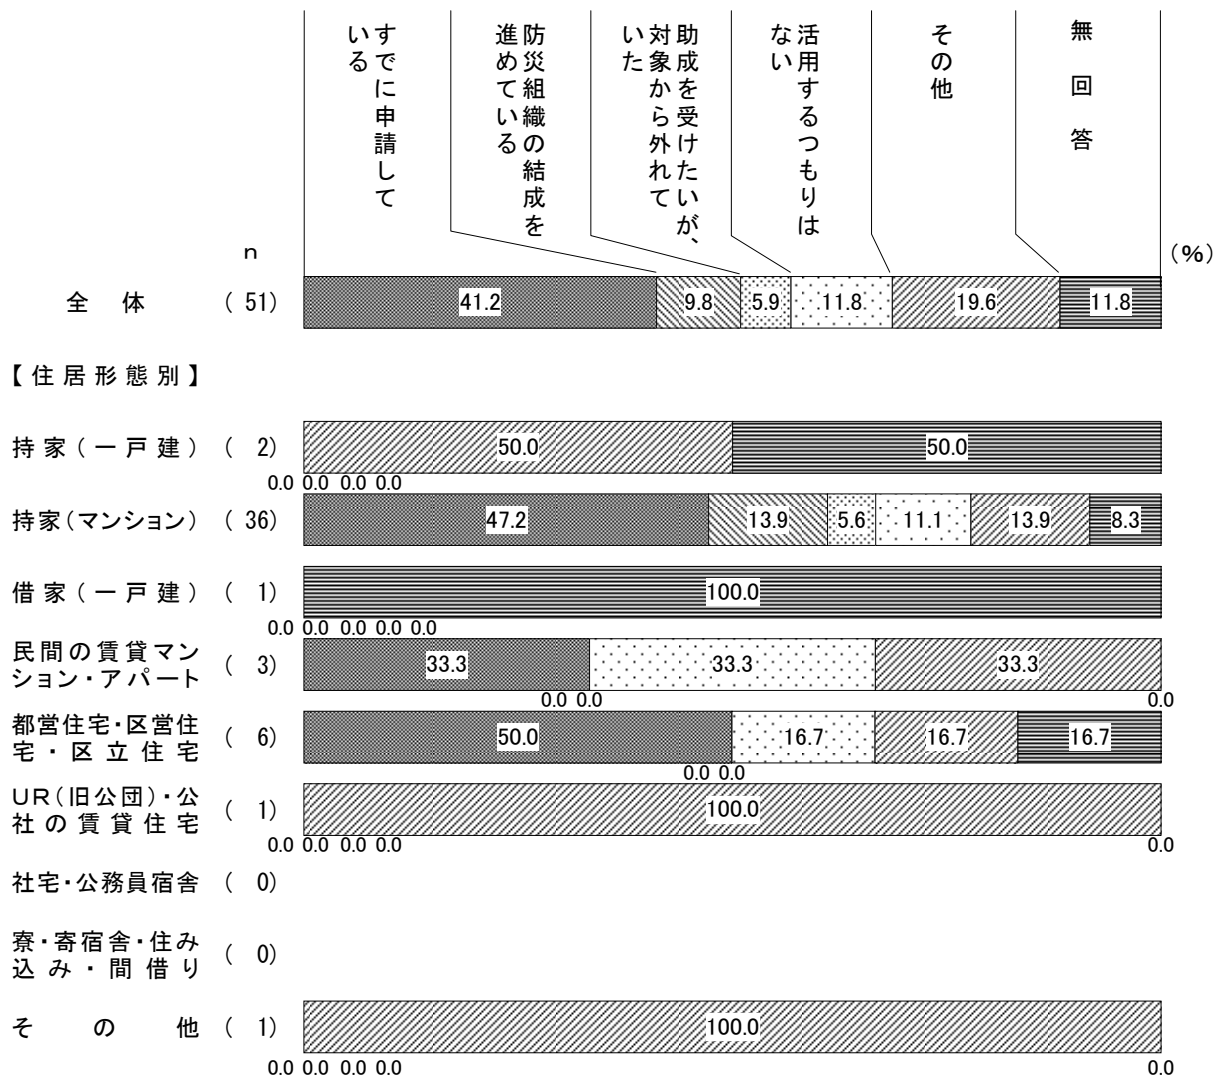 すでに申請して
いる
防災組織の結成を
進めている
助成を受けたいが、
対象から外れて
いた
活用するつもりは
ない
その他
無回答
n
(%)
全体 ( 51) 41.2 9.8 5.9 11.8 19.6 11.8
【住居形態別】
持家(一戸建) ( 2) 50.0 50.0
0.0 0.0 0.0 0.0
持家(マンション) ( 36) 47.2 13.9 5.6 11.1 13.9 8.3
借家(一戸建) ( 1) 100.0
0.0 0.0 0.0 0.0 0.0
民間の賃貸マン
ション・アパート ( 3) 33.3 33.3 33.3
0.0 0.0 0.0
都営住宅・区営住
宅・区立住宅 ( 6) 50.0 16.7 16.7 16.7
0.0 0.0
UR(旧公団)・公
社の賃貸住宅 ( 1) 100.0
0.0 0.0 0.0 0.0 0.0
社宅・公務員宿舎 ( 0)
寮・寄宿舎・住み
込み・間借り ( 0)
その他 ( 1) 100.0
0.0 0.0 0.0 0.0 0.0